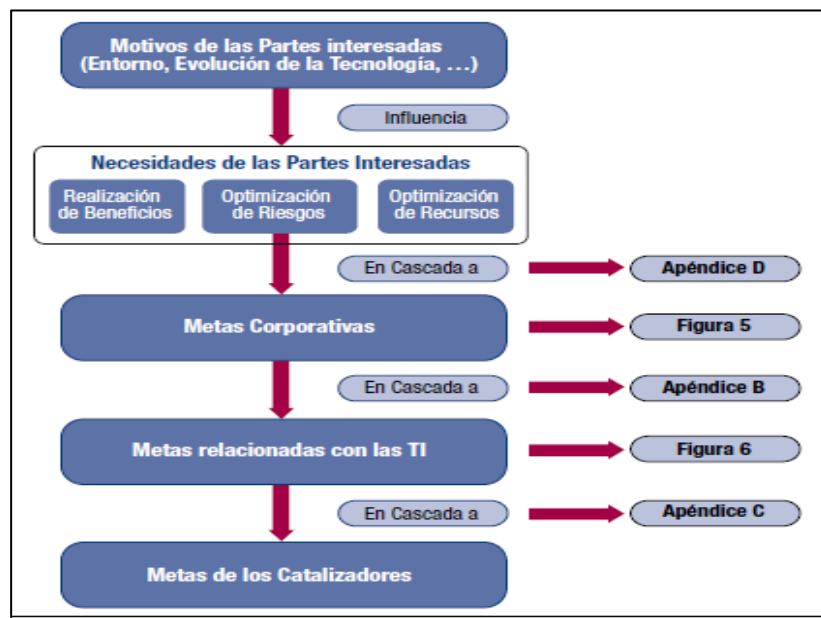 Motivos de las Partes interesadas
(Entorno, Evolución de la Tecnología, …)
Influencia
Necesidades de las Partes Interesadas
Realización
de Beneficios
Optimización
de Riesgos
Optimización
de Recursos
En Cascada a
Apéndice D
Metas Corporativas
Figura 5
En Cascada a
Apéndice B
Metas relacionadas con las TI
Figura 6
En Cascada a
Apéndice C
Metas de los Catalizadores